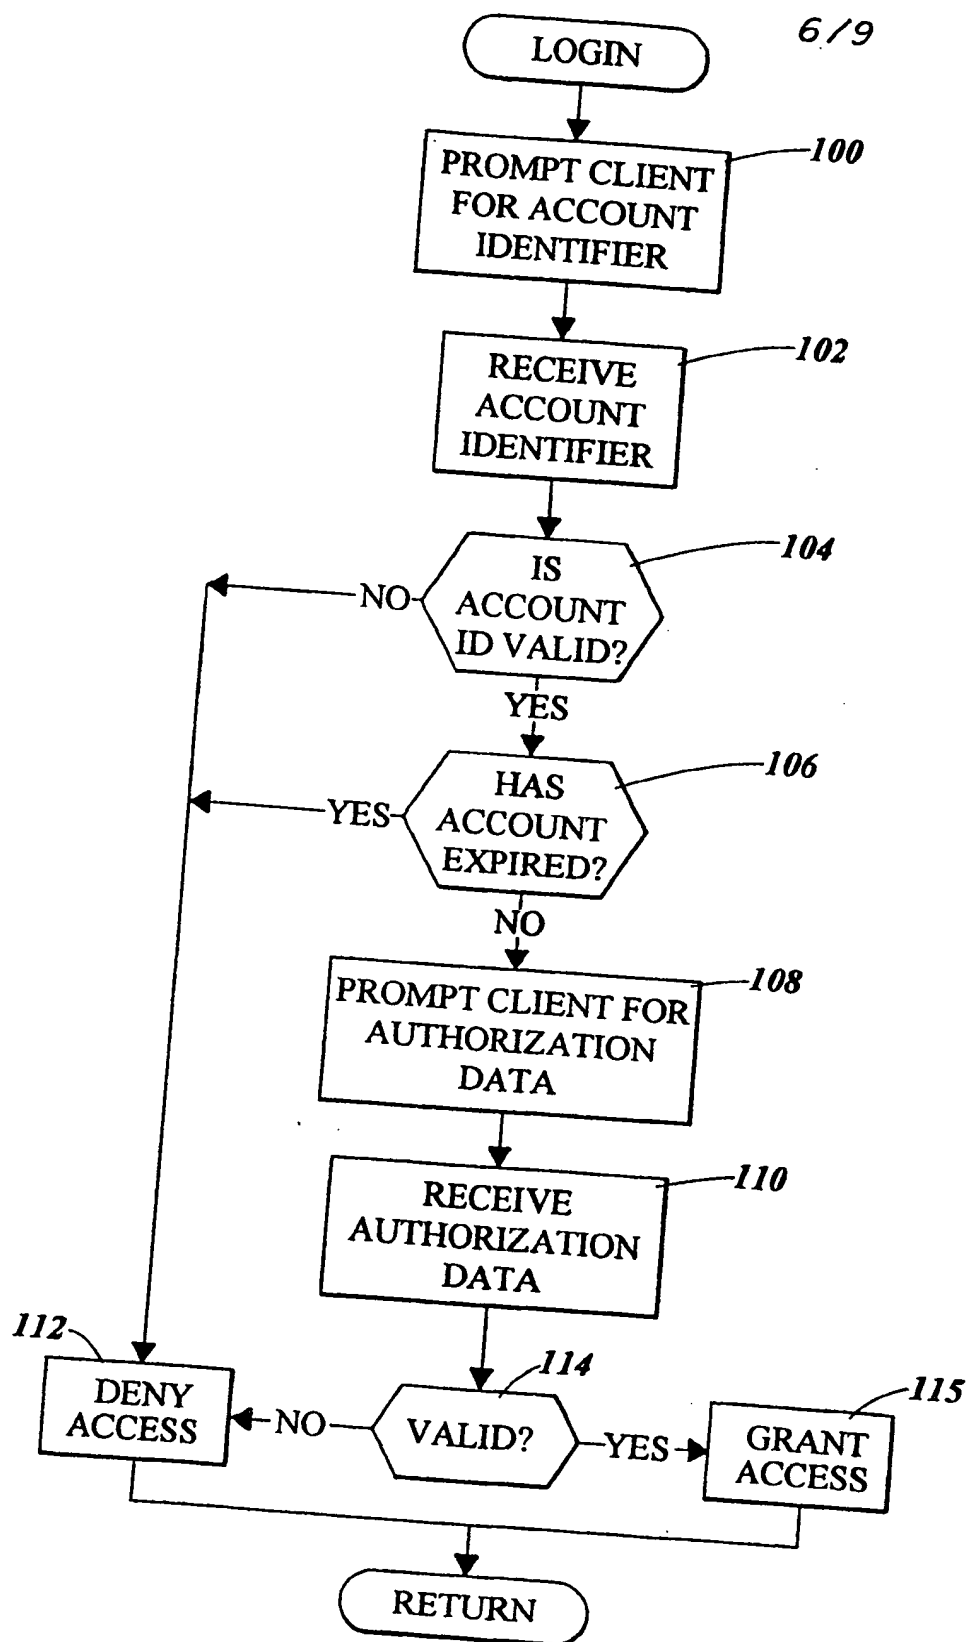 6/9
LOGIN
100
PROMPT CLIENT
FOR ACCOUNT
IDENTIFIER
102
RECEIVE
ACCOUNT
IDENTIFIER
104
IS
ACCOUNT
ID VALID?
NO
YES
106
HAS
ACCOUNT
EXPIRED?
YES
NO
108
PROMPT CLIENT FOR
AUTHORIZATION
DATA
110
RECEIVE
AUTHORIZATION
DATA
112
DENY
ACCESS
114
VALID?
NO
YES
115
GRANT
ACCESS
RETURN